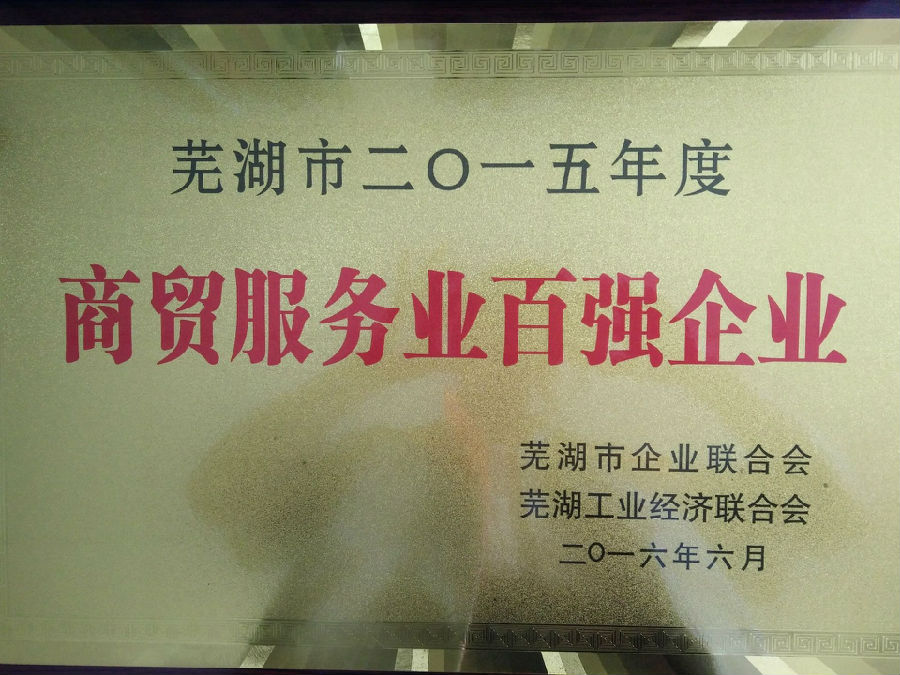 芜湖市二〇一五年度
商贸服务业百强企业
芜湖市企业联合会
芜湖工业经济联合会
二〇一六年六月